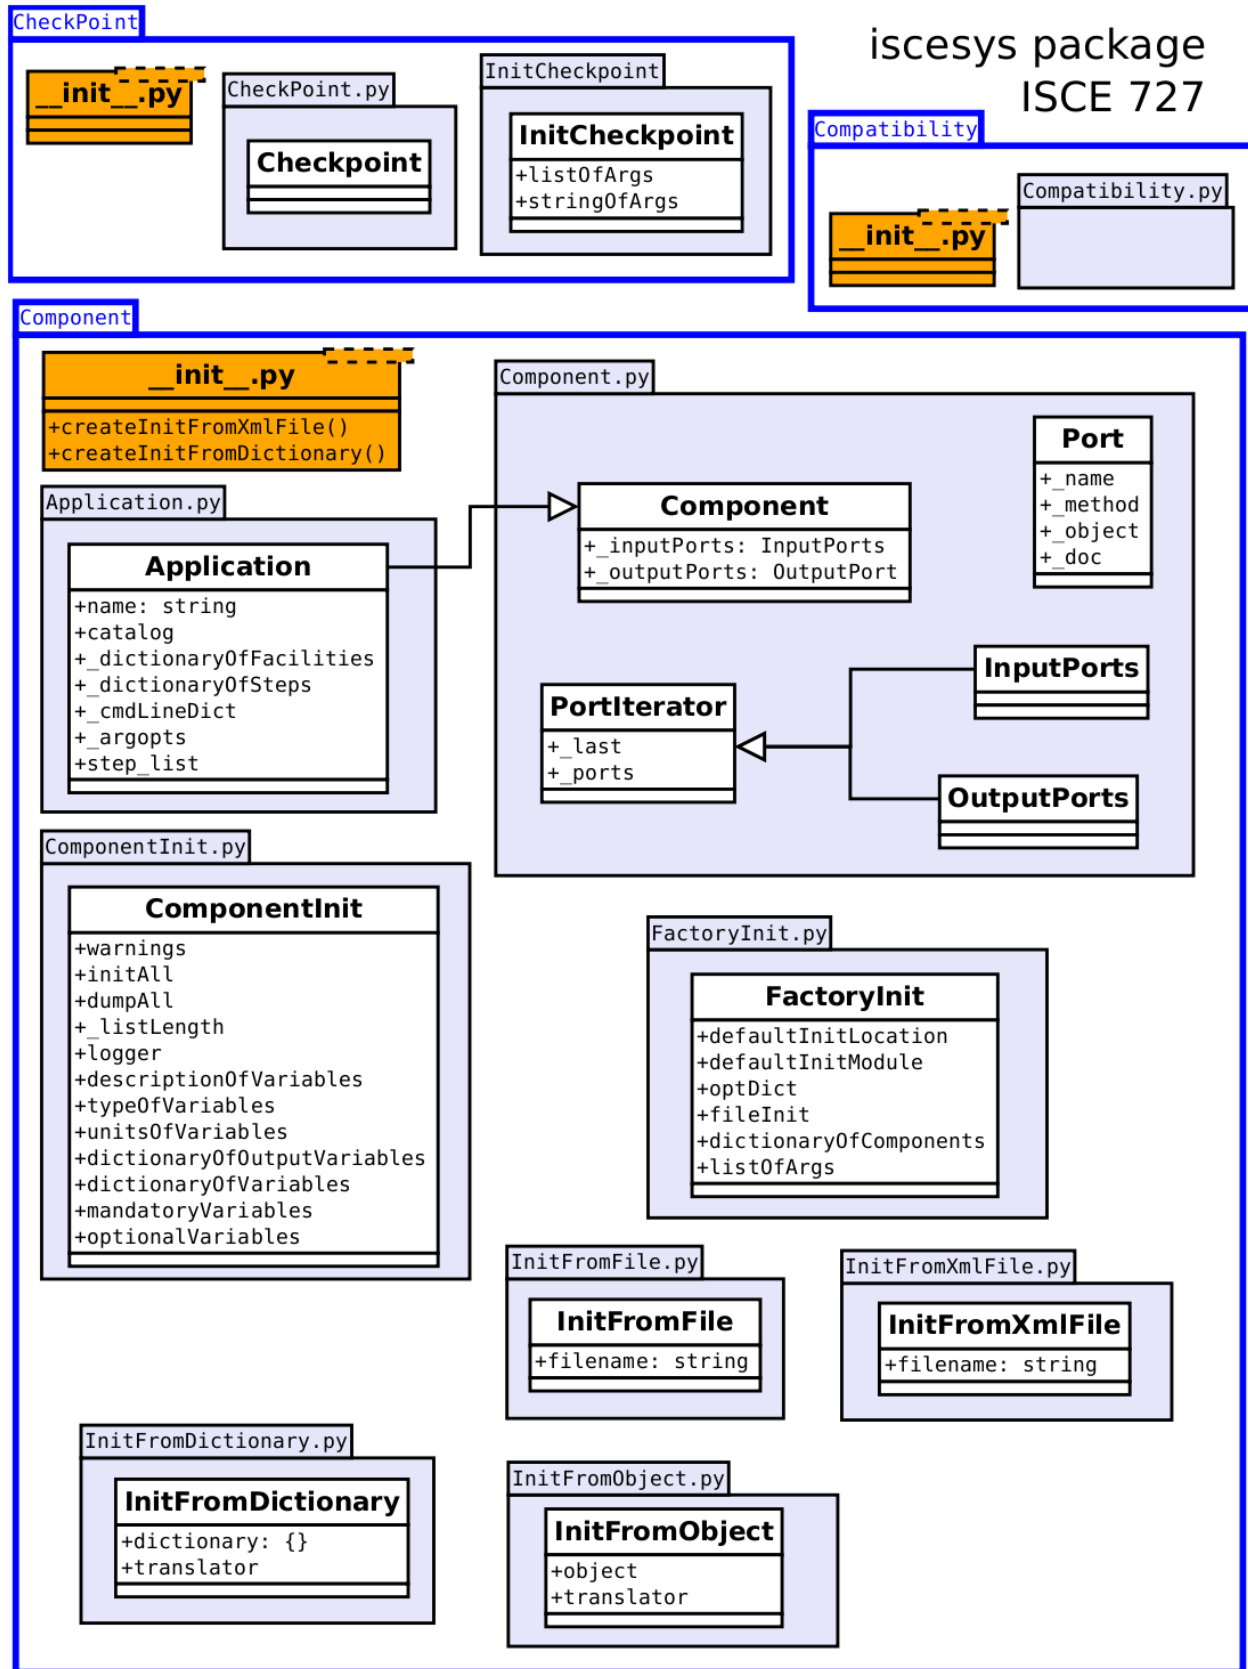 CheckPoint
iscesys package
ISCE 727
__init__.py
CheckPoint.py
Checkpoint
InitCheckpoint
InitCheckpoint
+listOfArgs
+stringOfArgs
Compatibility
__init__.py
Compatibility.py
Component
__init__.py
+createInitFromXmlFile()
+createInitFromDictionary()
Component.py
Port
+_name
+_method
+_object
+_doc
Component
+_inputPorts: InputPorts
+_outputPorts: OutputPort
Application.py
Application
+name: string
+catalog
+_dictionaryOfFacilities
+_dictionaryOfSteps
+_cmdLineDict
+_argopts
+step_list
PortIterator
+_last
+_ports
InputPorts
OutputPorts
ComponentInit.py
ComponentInit
+warnings
+initAll
+dumpAll
+_listLength
+logger
+descriptionOfVariables
+typeOfVariables
+unitsOfVariables
+dictionaryOfOutputVariables
+dictionaryOfVariables
+mandatoryVariables
+optionalVariables
FactoryInit.py
FactoryInit
+defaultInitLocation
+defaultInitModule
+optDict
+fileInit
+dictionaryOfComponents
+listOfArgs
InitFromFile.py
InitFromFile
+filename: string
InitFromXmlFile.py
InitFromXmlFile
+filename: string
InitFromDictionary.py
InitFromDictionary
+dictionary: {}
+translator
InitFromObject.py
InitFromObject
+object
+translator